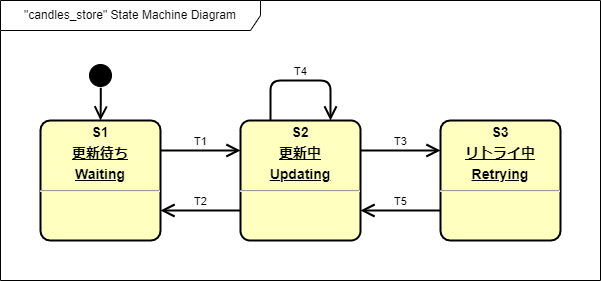 "candles_store" State Machine Diagram
T4
S1
更新待ち
Waiting
T1
S2
更新中
Updating
T3
S3
リトライ中
Retrying
T2
T5